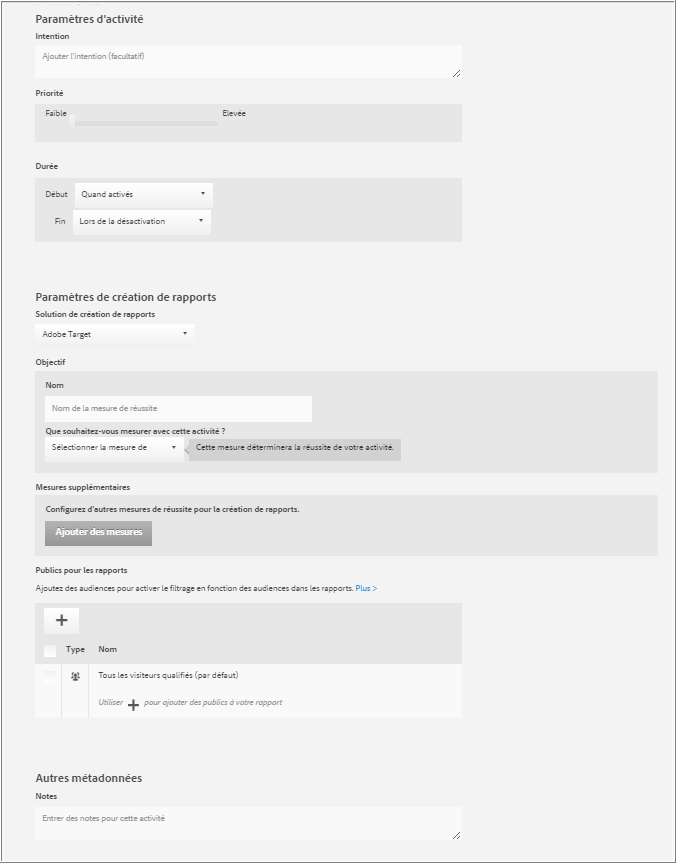 Paramètres d'activité
Intention
Ajouter l'intention (facultatif)
Priorité
Faible Elevée
Durée
Début Quand activés
Fin Lors de la désactivation
Paramètres de création de rapports
Solution de création de rapports
Adobe Target
Objectif
Nom
Nom de la mesure de réussite
Que souhaitez-vous mesurer avec cette activité ?
Sélectionner la mesure de Cette mesure déterminera la réussite de votre activité.
Mesures supplémentaires
Configurez d'autres mesures de réussite pour la création de rapports.
Ajouter des mesures
Publics pour les rapports
Ajoutez des audiences pour activer le filtrage en fonction des audiences dans les rapports. Plus >
+
Type Nom
Tous les visiteurs qualifiés (par défaut)
Utiliser + pour ajouter des publics à votre rapport
Autres métadonnées
Notes
Entrer des notes pour cette activité